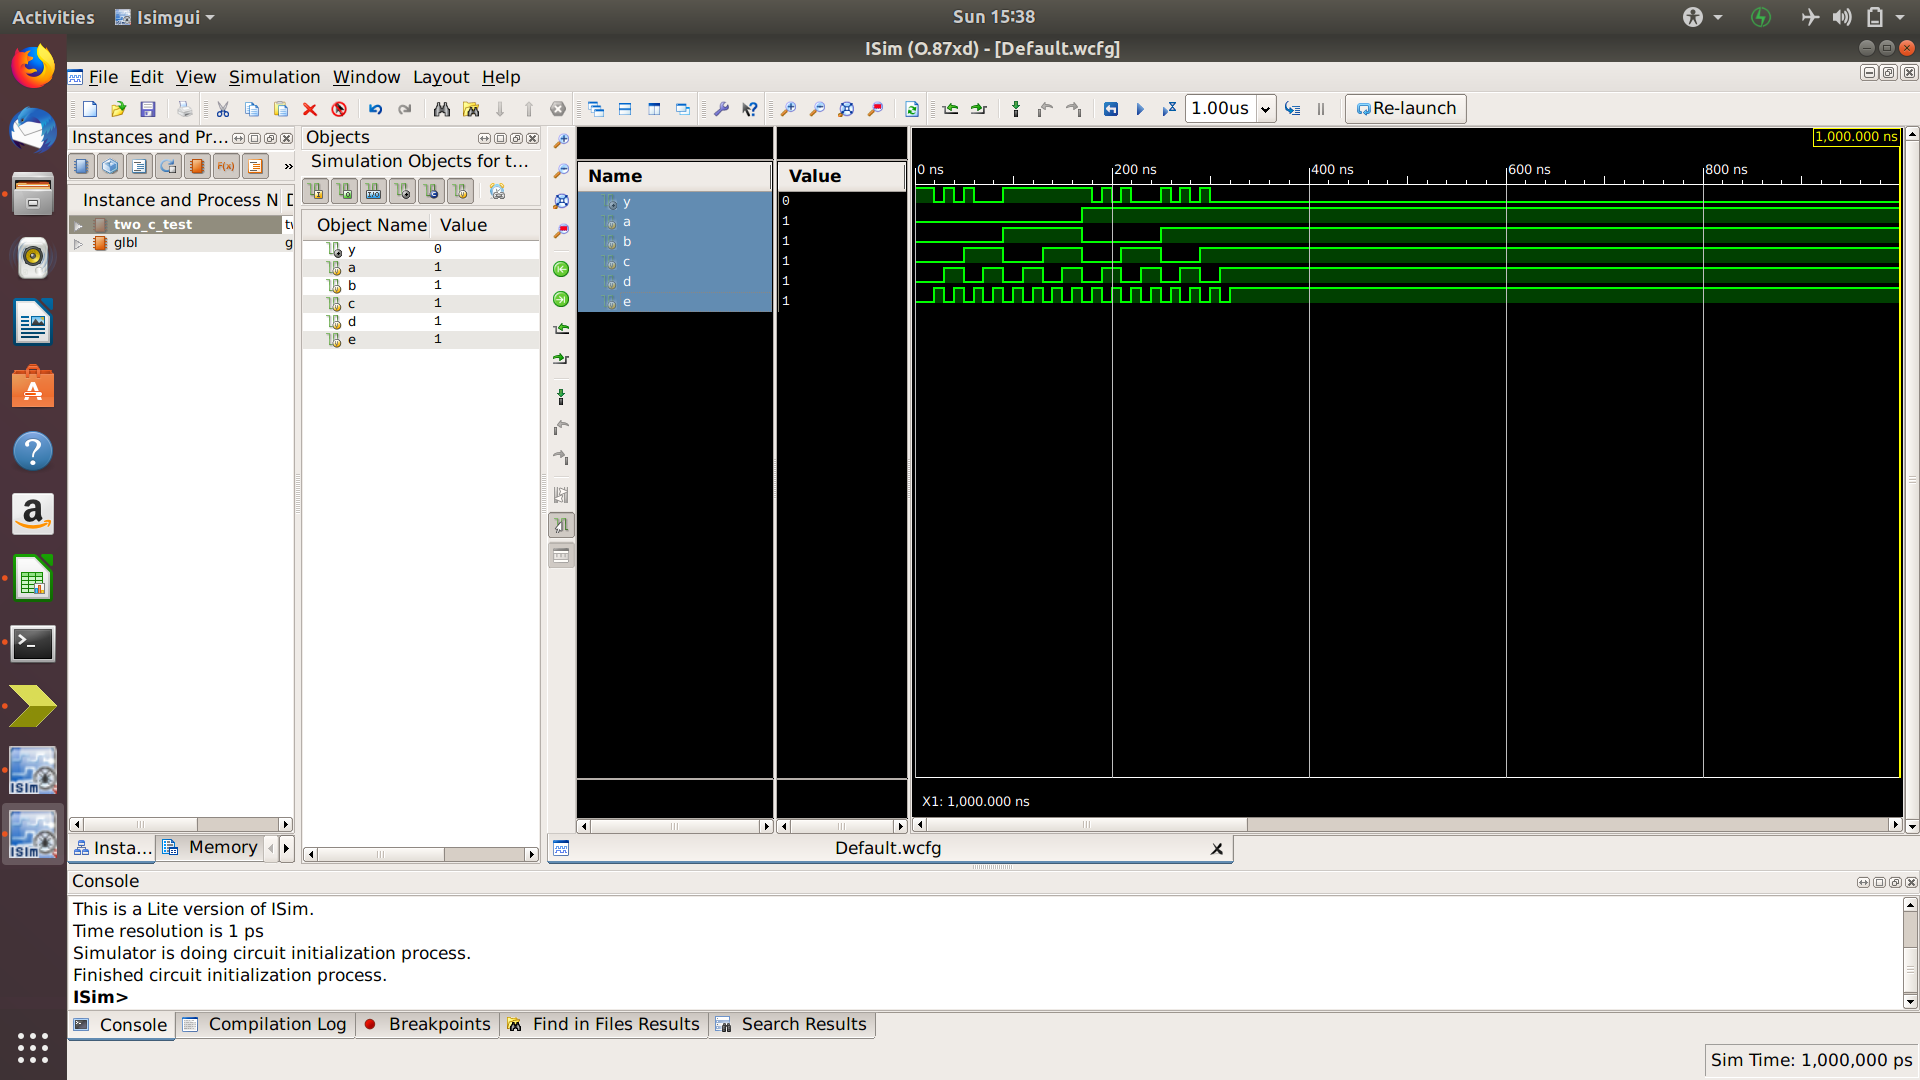 Activities
Isimgui
Sun 15:38
ISim (O.87xd) - [Default.wcfg]
File Edit View Simulation Window Layout Help
1.00us
Re-launch
Instances and Pr...
Objects
Simulation Objects for t...
Instance and Process N D
two_c_test
glbl g
Object Name Value
y 0
a 1
b 1
c 1
d 1
e 1
Name Value
y 0
a 1
b 1
c 1
d 1
e 1
1,000.000 ns
0 ns 200 ns 400 ns 600 ns 800 ns
X1: 1,000.000 ns
Insta...
Memory
Default.wcfg
Console
This is a Lite version of ISim.
Time resolution is 1 ps
Simulator is doing circuit initialization process.
Finished circuit initialization process.
ISim>
Console Compilation Log Breakpoints Find in Files Results Search Results
Sim Time: 1,000,000 ps